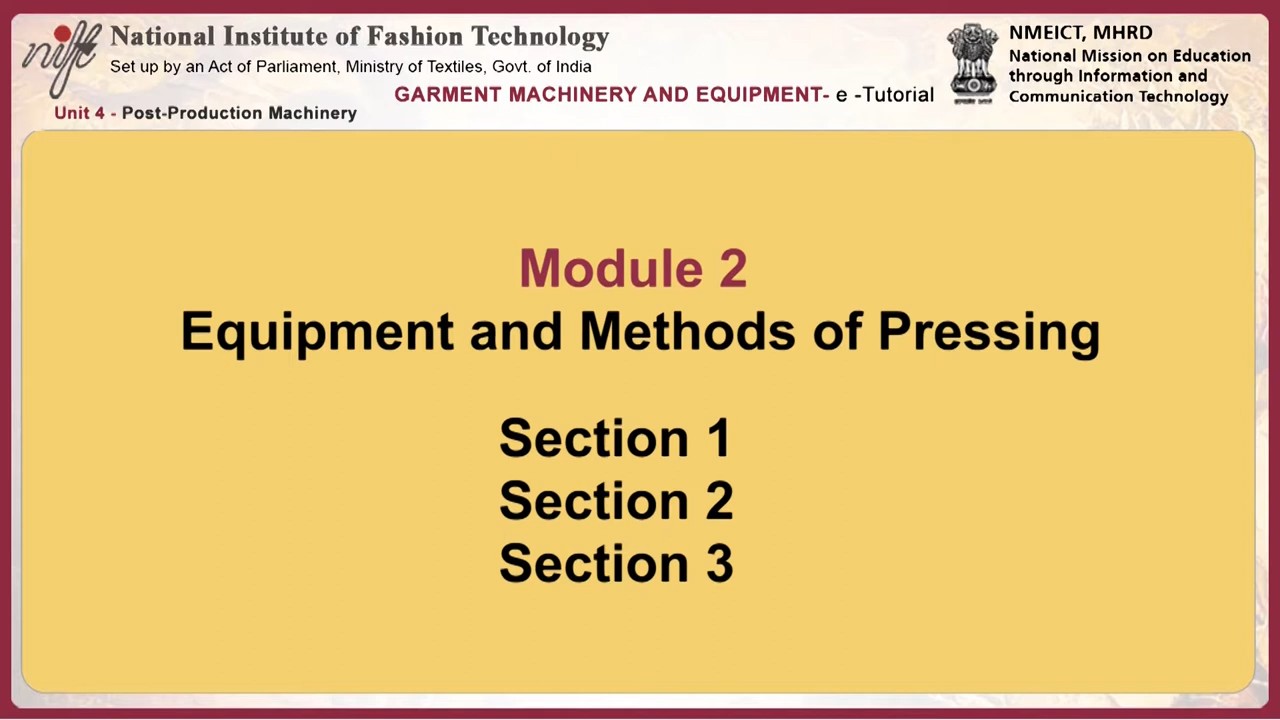 nift
National Institute of Fashion Technology
Set up by an Act of Parliament, Ministry of Textiles, Govt. of India
GARMENT MACHINERY AND EQUIPMENT- e -Tutorial
Unit 4 - Post-Production Machinery
NMEICT, MHRD
National Mission on Education
through Information and
Communication Technology
Module 2
Equipment and Methods of Pressing
Section 1
Section 2
Section 3